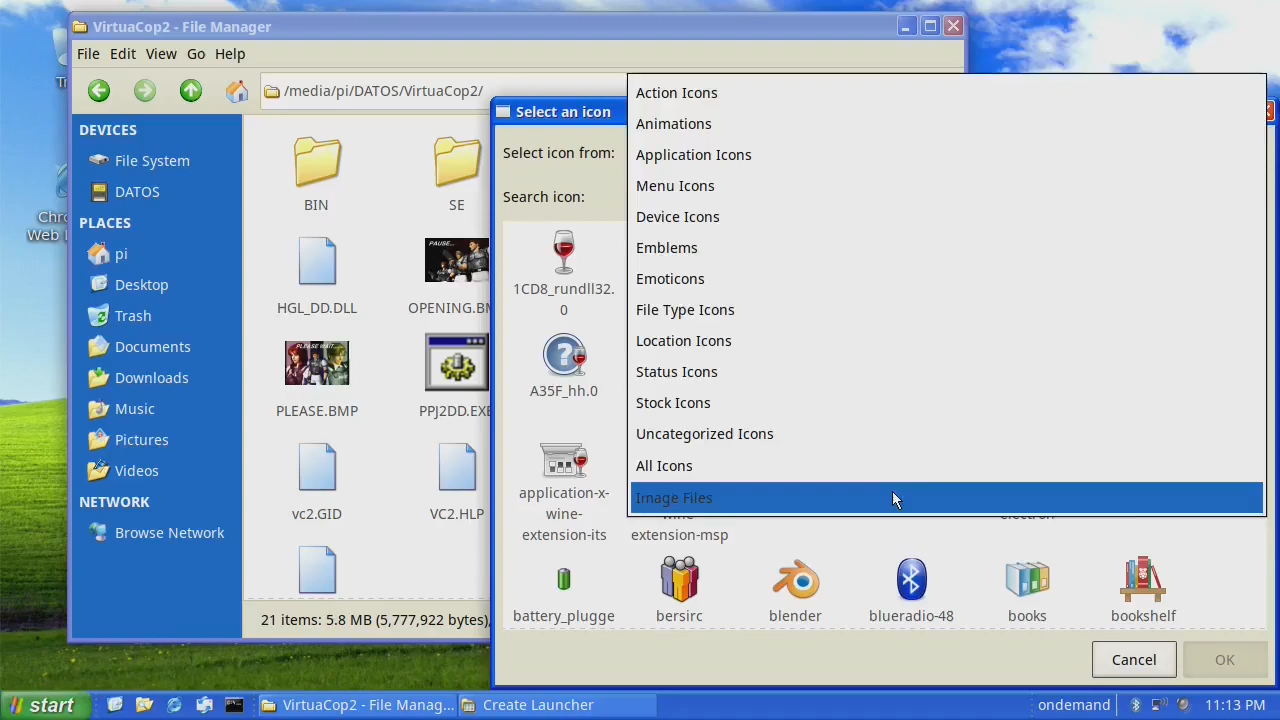 VirtuaCop2 - File Manager
File Edit View Go Help
/media/pi/DATOS/VirtuaCop2/
DEVICES
File System
DATOS
PLACES
pi
Desktop
Trash
Documents
Downloads
Music
Pictures
Videos
NETWORK
Browse Network
BIN
SE
HGL_DD.DLL
PAUSE...
PLEASE WAIT...
PLEASE.BMP
vc2.GID
VC2.HLP
21 items: 5.8 MB (5,777,922 bytes),
Select an icon
Select icon from:
Search icon:
Action Icons
Animations
Application Icons
Menu Icons
Device Icons
Emblems
Emoticons
File Type Icons
Location Icons
Status Icons
Stock Icons
Uncategorized Icons
All Icons
Image Files
1CD8_rundll32.
0
A35F_hh.0
application-x-
wine-
extension-its
extension-msp
battery_plugge
bersirc
blender
blueradio-48
books
bookshelf
Cancel
OK
start
VirtuaCop2 - File Manag...
Create Launcher
ondemand
11:13 PM